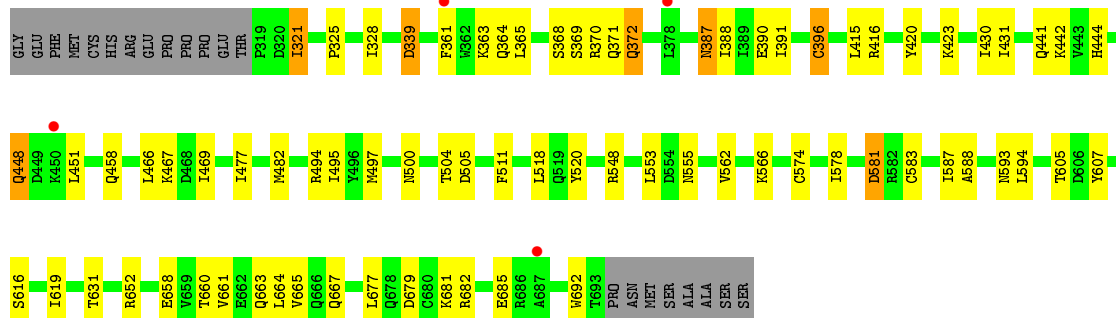 GLY GLU PHE MET CYS HIS ARG GLU PRO PRO PRO GLU THR P319 D320 I321 P325 I328 D339 F361 W362 K363 Q364 L365 S368 S369 R370 Q371 Q372 L378 N387 I388 I389 E390 I391 C396 L415 R416 Y420 K423 I430 I431 Q441 K442 V443 H444
Q448 D449 K450 L451 Q458 L466 K467 D468 I469 I477 M482 R494 I495 Y496 M497 N500 T504 D505 F511 L518 Q519 Y520 R548 L553 D554 N555 V562 K566 C574 I578 D581 R582 C583 I587 A588 N593 L594 T605 D606 Y607
S616 I619 T631 R652 E658 V659 T660 V661 E662 Q663 L664 V665 Q666 Q667 L677 Q678 D679 C680 K681 R682 E685 R686 A687 W692 T693 PRO ASN MET SER ALA ALA SER SER